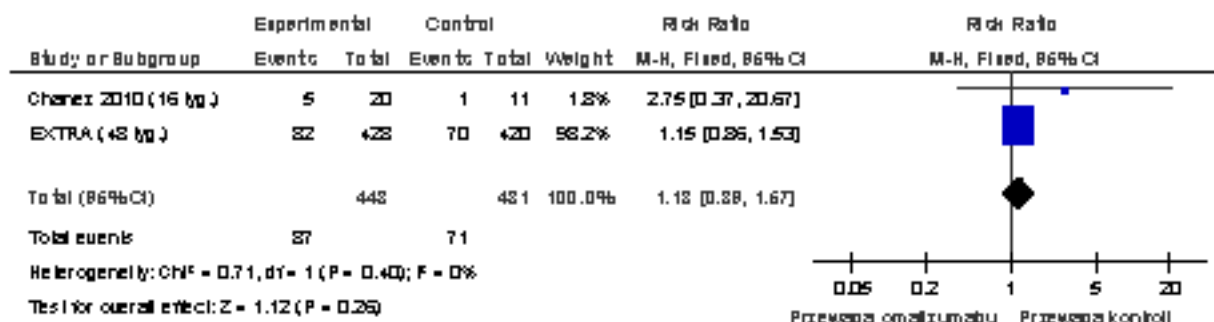 Experimental Control Risk Ratio Risk Ratio
Study or Subgroup Events Total Events Total Weight M-H, Fixed, 95% CI M-H, Fixed, 95% CI
Chanez 2010 (16 tyg.) 5 20 1 11 1.8% 2.75 [0.37, 20.67]
EXTRA (48 tyg.) 82 428 70 420 98.2% 1.15 [0.86, 1.53]
Total (95% CI) 448 431 100.0% 1.18 [0.89, 1.57]
Total events 87 71
Heterogeneity: Chi² = 0.71, df = 1 (P = 0.40); I² = 0%
Test for overall effect: Z = 1.12 (P = 0.26)
0.05 0.2 1 5 20
Przewaga omalizumabu Przewaga kontroli